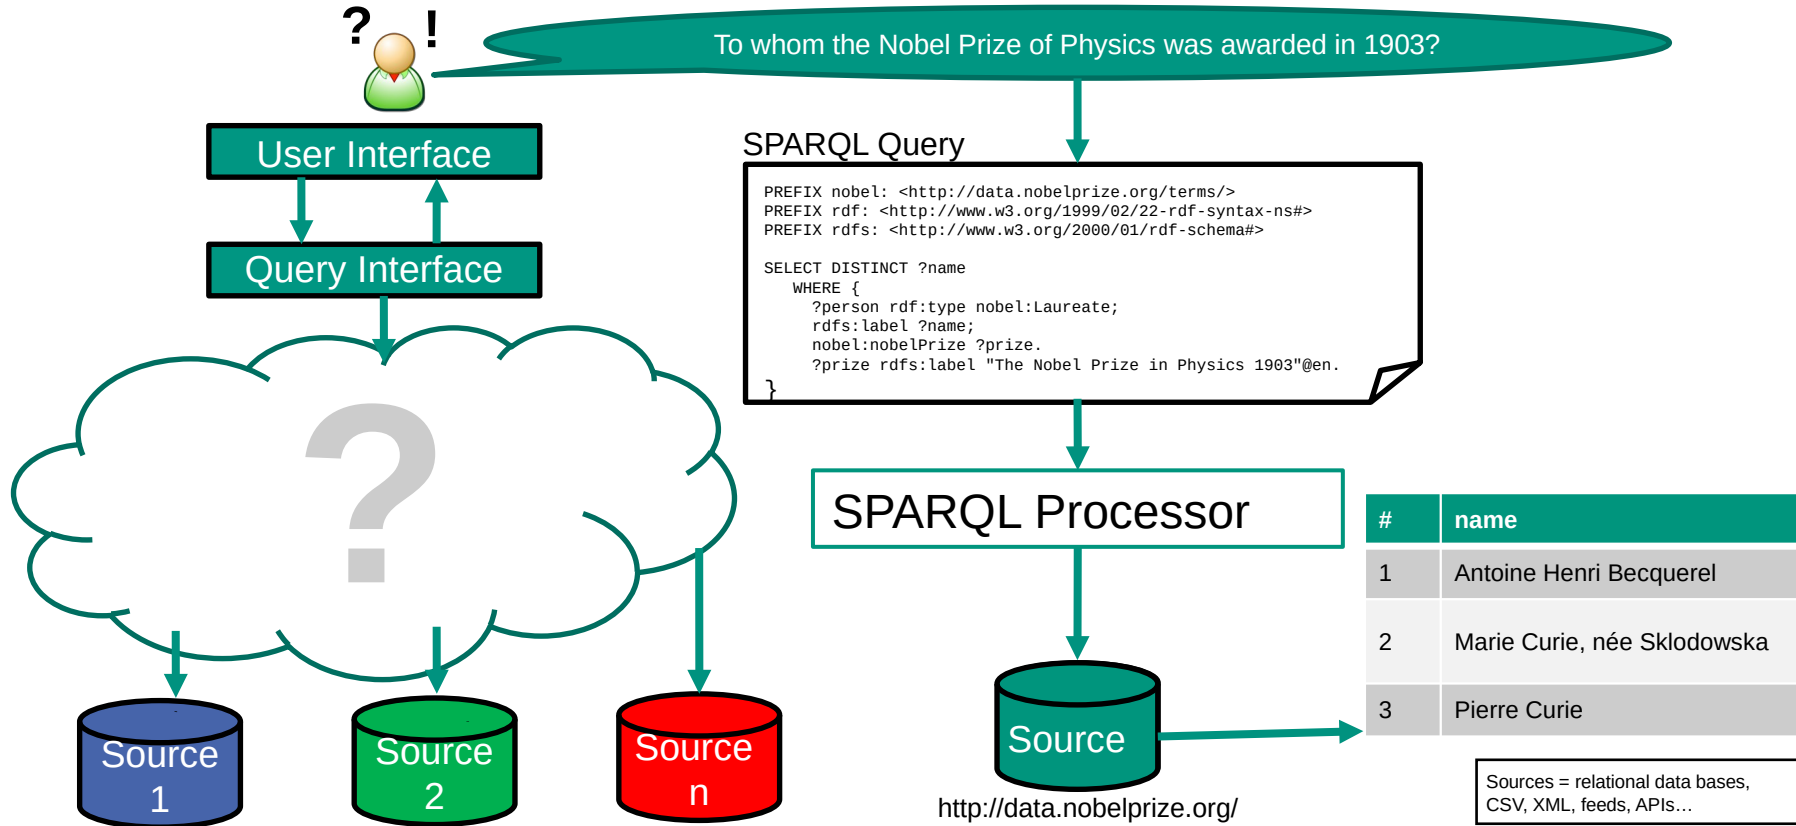 ? !
To whom the Nobel Prize of Physics was awarded in 1903?
User Interface
Query Interface
?
Source
1
Source
2
Source
n
SPARQL Query
PREFIX nobel: <http://data.nobelprize.org/terms/>
PREFIX rdf: <http://www.w3.org/1999/02/22-rdf-syntax-ns#>
PREFIX rdfs: <http://www.w3.org/2000/01/rdf-schema#>
SELECT DISTINCT ?name
WHERE {
?person rdf:type nobel:Laureate;
rdfs:label ?name;
nobel:nobelPrize ?prize.
?prize rdfs:label "The Nobel Prize in Physics 1903"@en.
}
SPARQL Processor
Source
http://data.nobelprize.org/
# name
1 Antoine Henri Becquerel
2 Marie Curie, née Sklodowska
3 Pierre Curie
Sources = relational data bases,
CSV, XML, feeds, APIs…